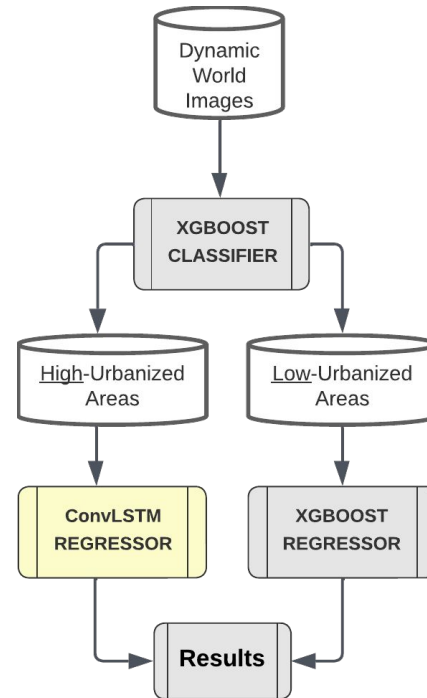 Dynamic
World
Images
XGBOOST
CLASSIFIER
High-Urbanized
Areas
Low-Urbanized
Areas
ConvLSTM
REGRESSOR
XGBOOST
REGRESSOR
Results